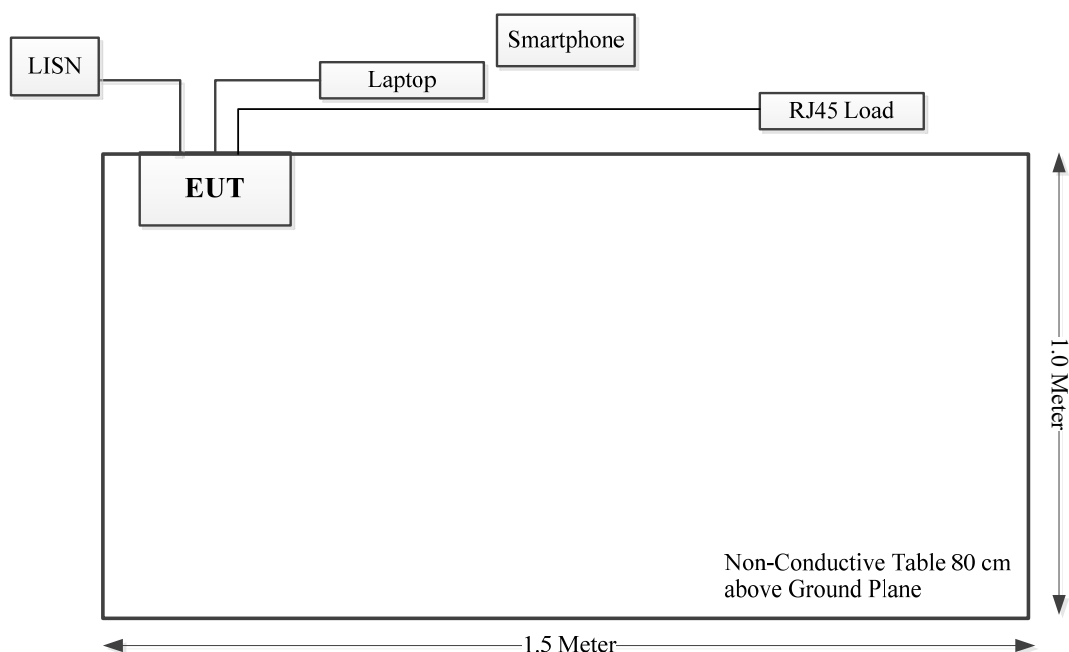 Smartphone
LISN
Laptop
RJ45 Load
EUT
1.0 Meter
Non-Conductive Table 80 cm
above Ground Plane
1.5 Meter